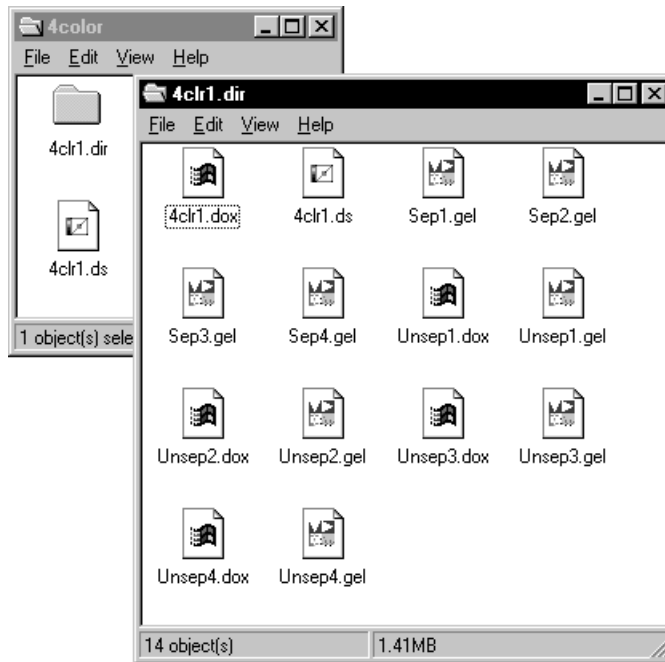 4color
File Edit View Help
4clr1.dir
4clr1.ds
1 object(s) sele
4clr1.dir
File Edit View Help
4clr1.dox 4clr1.ds Sep1.gel Sep2.gel
Sep3.gel Sep4.gel Unsep1.dox Unsep1.gel
Unsep2.dox Unsep2.gel Unsep3.dox Unsep3.gel
Unsep4.dox Unsep4.gel
14 object(s) 1.41MB